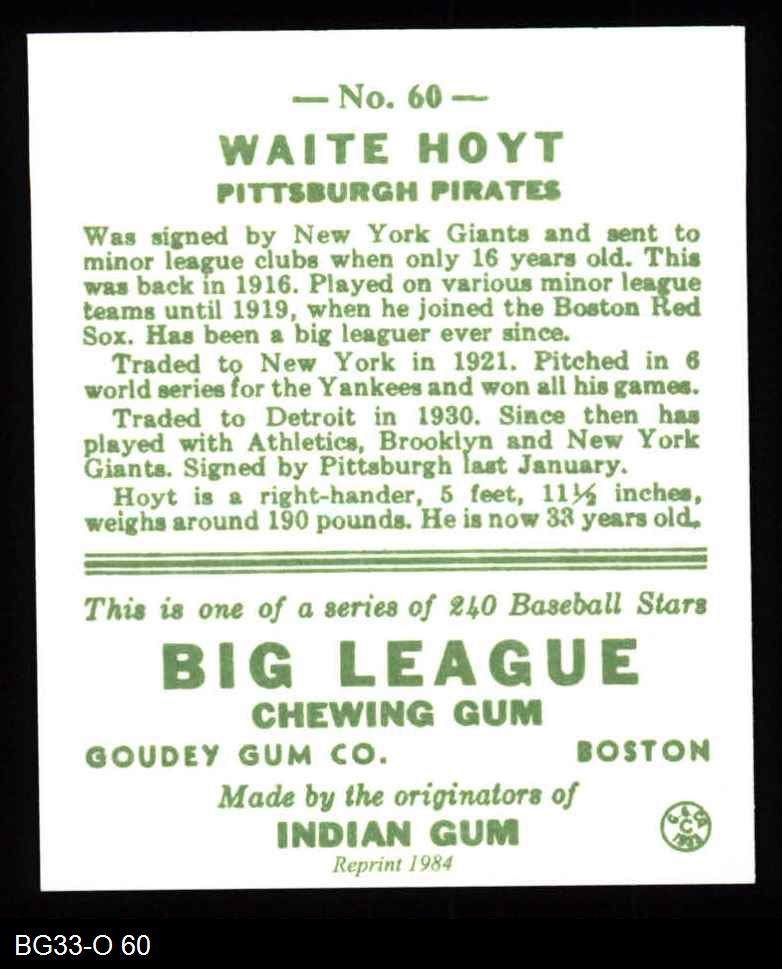 — No. 60 —
WAITE HOYT
PITTSBURGH PIRATES
Was signed by New York Giants and sent to
minor league clubs when only 16 years old. This
was back in 1916. Played on various minor league
teams until 1919, when he joined the Boston Red
Sox. Has been a big leaguer ever since.
Traded to New York in 1921. Pitched in 6
world series for the Yankees and won all his games.
Traded to Detroit in 1930. Since then has
played with Athletics, Brooklyn and New York
Giants. Signed by Pittsburgh last January.
Hoyt is a right-hander, 5 feet, 11½ inches,
weighs around 190 pounds. He is now 33 years old.
This is one of a series of 240 Baseball Stars
BIG LEAGUE
CHEWING GUM
GOUDEY GUM CO. BOSTON
Made by the originators of
INDIAN GUM
Reprint 1984
BG33-O 60